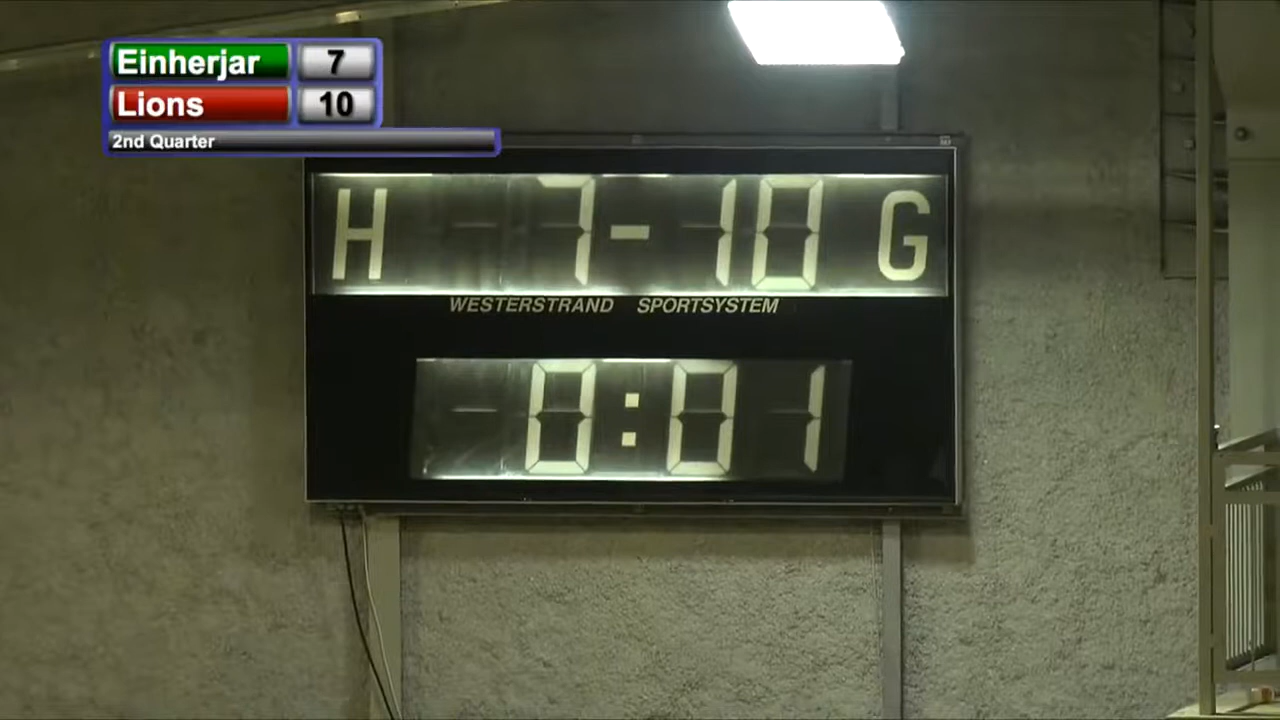 Einherjar 7
Lions 10
2nd Quarter
H 7-10 G
WESTERSTRAND SPORTSYSTEM
0:01